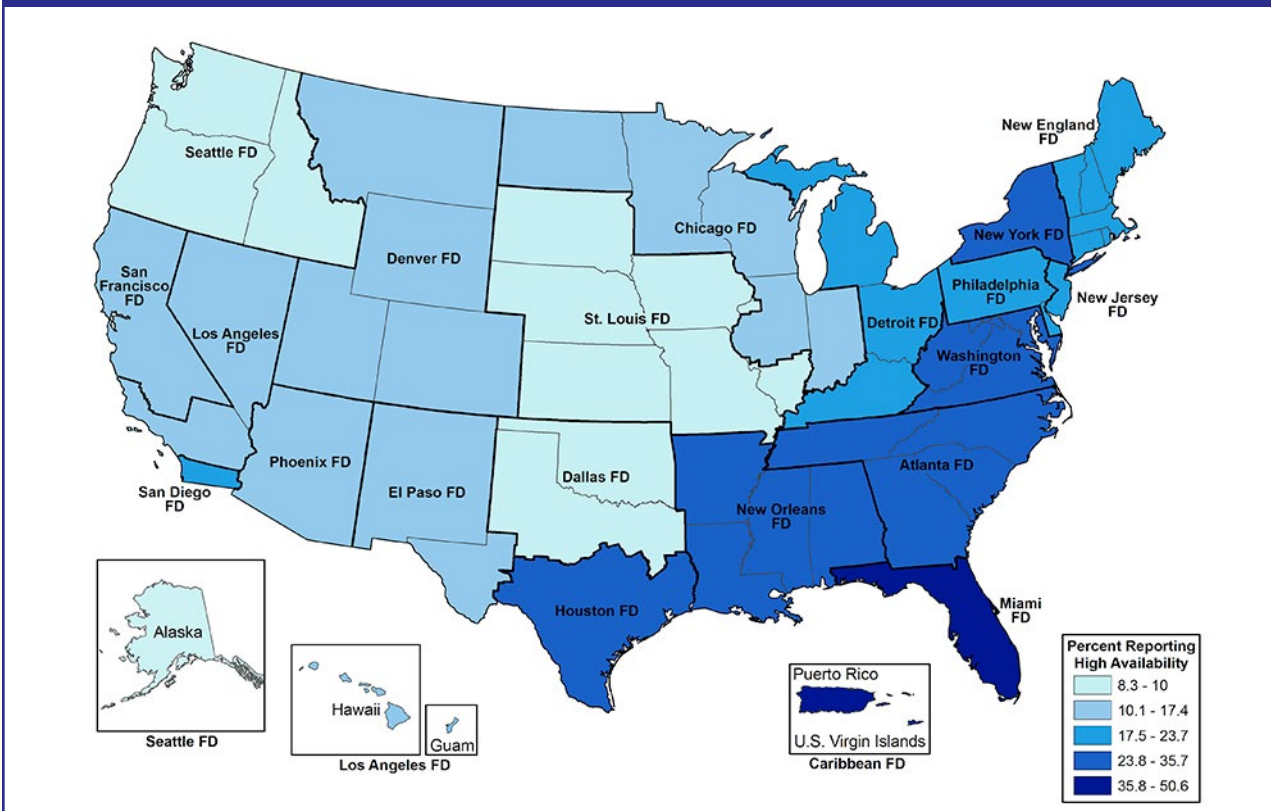 New England
FD
Seattle FD
Chicago FD
New York FD
Denver FD
San
Francisco
FD
Philadelphia
FD
New Jersey
FD
St. Louis FD
Detroit FD
Los Angeles
FD
Washington
FD
Phoenix FD
Atlanta FD
Dallas FD
San Diego
FD
El Paso FD
New Orleans
FD
Houston FD
Miami
FD
Alaska
Seattle FD
Hawaii
Guam
Los Angeles FD
Puerto Rico
U.S. Virgin Islands
Caribbean FD
Percent Reporting
High Availability
8.3 - 10
10.1 - 17.4
17.5 - 23.7
23.8 - 35.7
35.8 - 50.6